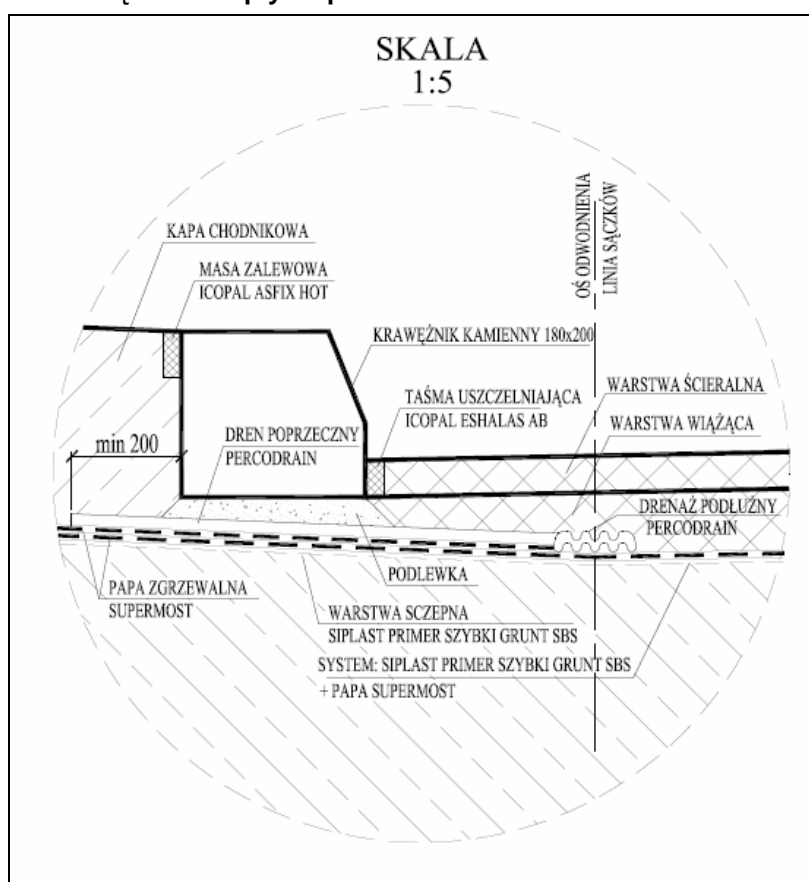 SKALA
1:5
OŚ ODWODNIENIA
LINIA SĄCZKÓW
KAPA CHODNIKOWA
MASA ZALEWOWA
ICOPAL ASFIX HOT
KRAWĘŻNIK KAMIENNY 180x200
TAŚMA USZCZELNIAJĄCA
ICOPAL ESHALAS AB
WARSTWA ŚCIERALNA
WARSTWA WIĄŻĄCA
min 200
DREN POPRZECZNY
PERCODRAIN
DRENAŻ PODŁUŻNY
PERCODRAIN
PAPA ZGRZEWALNA
SUPERMOST
PODLEWKA
WARSTWA SCZEPNA
SIPLAST PRIMER SZYBKI GRUNT SBS
SYSTEM: SIPLAST PRIMER SZYBKI GRUNT SBS
+ PAPA SUPERMOST